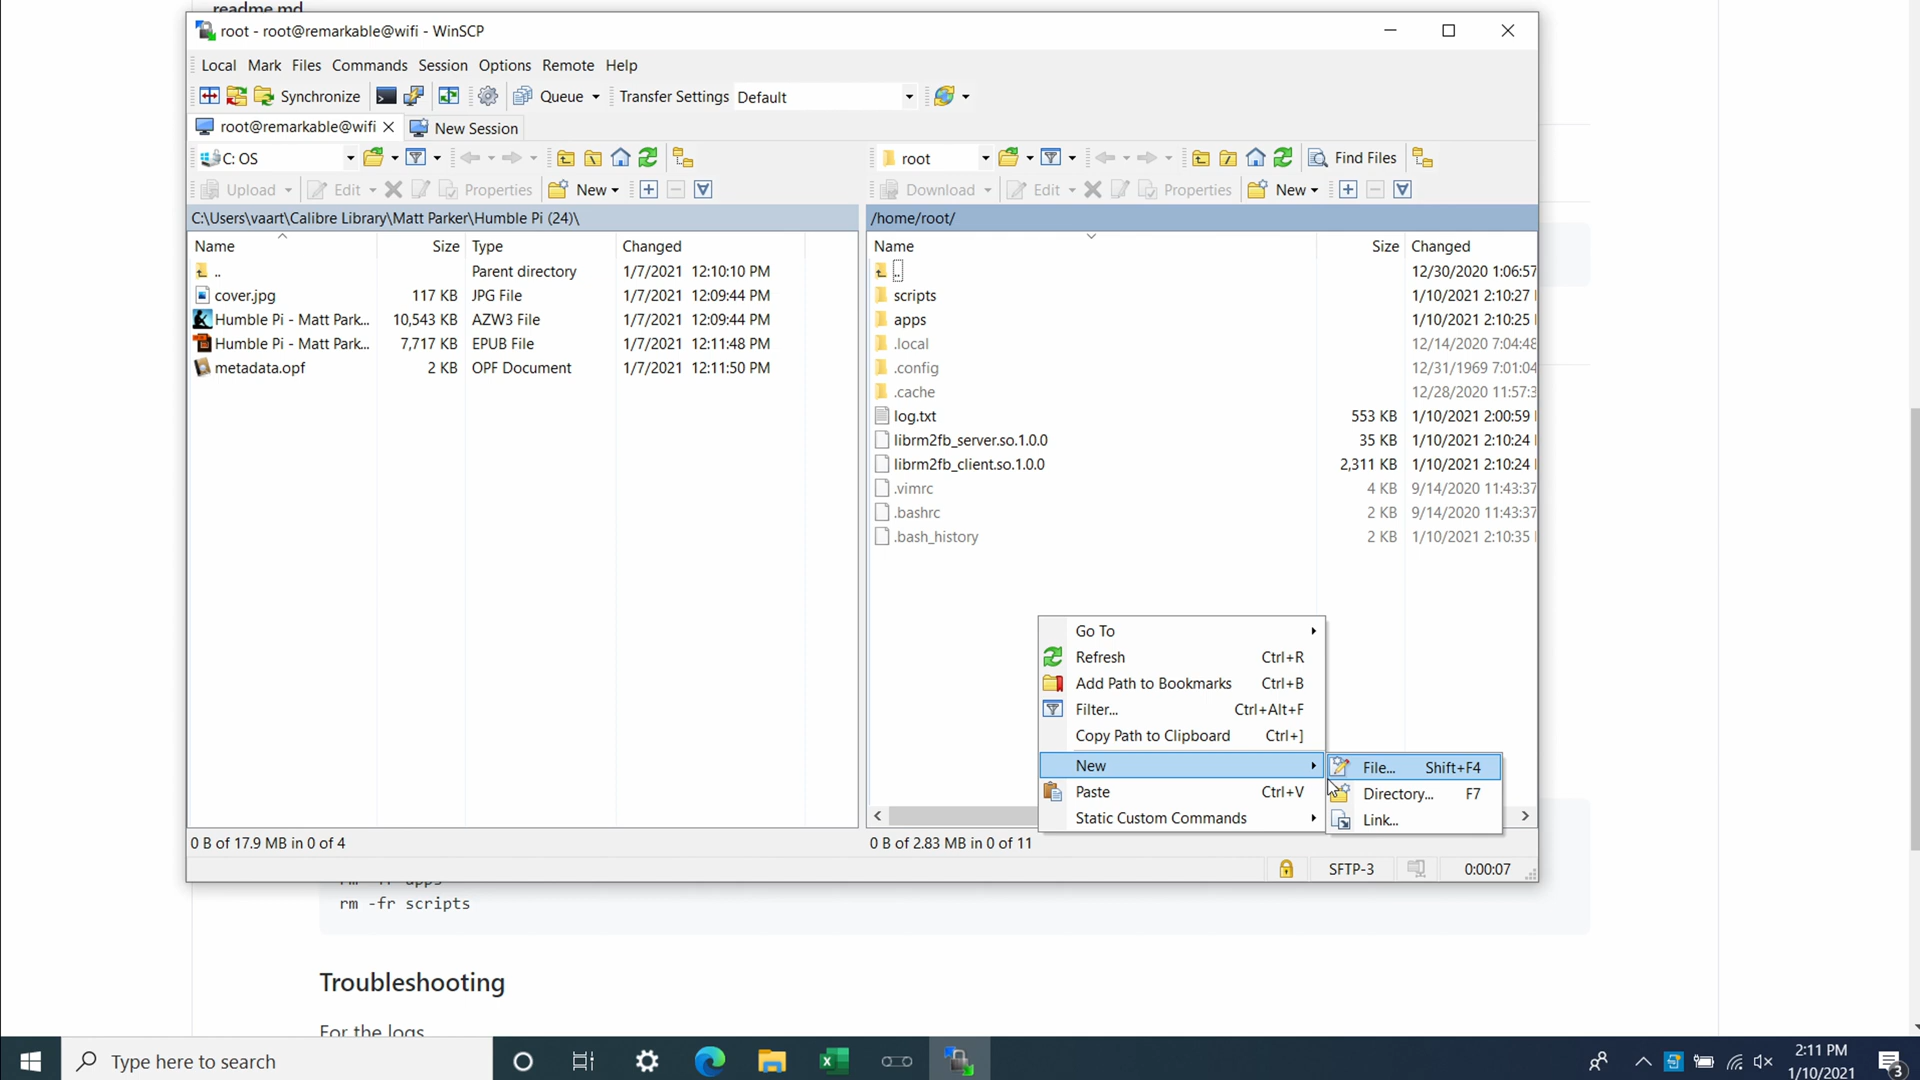 readme.md
root - root@remarkable@wifi - WinSCP
Local Mark Files Commands Session Options Remote Help
Synchronize Queue Transfer Settings Default
root@remarkable@wifi New Session
C: OS
root Find Files
Upload Edit Properties New
Download Edit Properties New
C:\Users\vaart\Calibre Library\Matt Parker\Humble Pi (24)\
/home/root/
Name Size Type Changed
.. Parent directory 1/7/2021 12:10:10 PM
cover.jpg 117 KB JPG File 1/7/2021 12:09:44 PM
Humble Pi - Matt Park... 10,543 KB AZW3 File 1/7/2021 12:09:44 PM
Humble Pi - Matt Park... 7,717 KB EPUB File 1/7/2021 12:11:48 PM
metadata.opf 2 KB OPF Document 1/7/2021 12:11:50 PM
Name Size Changed
.. 12/30/2020 1:06:57
scripts 1/10/2021 2:10:27
apps 1/10/2021 2:10:25
.local 12/14/2020 7:04:48
.config 12/31/1969 7:01:04
.cache 12/28/2020 11:57:3
log.txt 553 KB 1/10/2021 2:00:59
librm2fb_server.so.1.0.0 35 KB 1/10/2021 2:10:24
librm2fb_client.so.1.0.0 2,311 KB 1/10/2021 2:10:24
.vimrc 4 KB 9/14/2020 11:43:37
.bashrc 2 KB 9/14/2020 11:43:37
.bash_history 2 KB 1/10/2021 2:10:35
Go To
Refresh Ctrl+R
Add Path to Bookmarks Ctrl+B
Filter... Ctrl+Alt+F
Copy Path to Clipboard Ctrl+]
New
Paste Ctrl+V
Static Custom Commands
File... Shift+F4
Directory... F7
Link...
0 B of 17.9 MB in 0 of 4
0 B of 2.83 MB in 0 of 11
SFTP-3 0:00:07
rm -fr apps
rm -fr scripts
Troubleshooting
For the logs
Type here to search
2:11 PM
1/10/2021
3